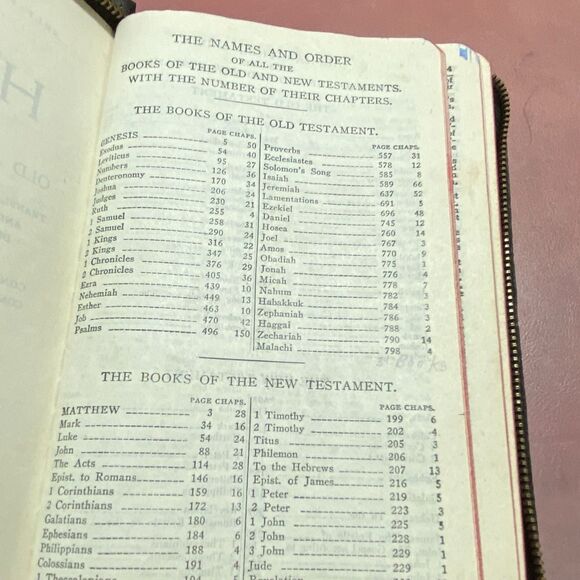 THE NAMES AND ORDER
OF ALL THE
BOOKS OF THE OLD AND NEW TESTAMENTS.
WITH THE NUMBER OF THEIR CHAPTERS.
THE BOOKS OF THE OLD TESTAMENT.
PAGE CHAPS.
GENESIS 5 50
Exodus 54 40
Leviticus 95 27
Numbers 126 36
Deuteronomy 170 34
Joshua 206 24
Judges 230 21
Ruth 255 4
1 Samuel 258 31
2 Samuel 290 24
1 Kings 316 22
2 Kings 347 25
1 Chronicles 376 29
2 Chronicles 405 36
Ezra 439 10
Nehemiah 449 13
Esther 463 10
Job 470 42
Psalms 496 150
PAGE CHAPS.
Proverbs 557 31
Ecclesiastes 578 12
Solomon's Song 585 8
Isaiah 589 66
Jeremiah 637 52
Lamentations 691 5
Ezekiel 696 48
Daniel 745 12
Hosea 760 14
Joel 767 3
Amos 770 9
Obadiah 775 1
Jonah 776 4
Micah 778 7
Nahum 782 3
Habakkuk 784 3
Zephaniah 786 3
Haggai 788 2
Zechariah 790 14
Malachi 798 4
THE BOOKS OF THE NEW TESTAMENT.
PAGE CHAPS.
MATTHEW 3 28
Mark 34 16
Luke 54 24
John 88 21
The Acts 114 28
Epist. to Romans 146 16
1 Corinthians 159 16
2 Corinthians 172 13
Galatians 180 6
Ephesians 184 6
Philippians 188 4
Colossians 191 4
1 Thessalonians 194 5
PAGE CHAPS.
1 Timothy 199 6
2 Timothy 202 4
Titus 205 3
Philemon 206 1
To the Hebrews 207 13
Epist. of James 216 5
1 Peter 219 5
2 Peter 223 3
1 John 225 5
2 John 228 1
3 John 229 1
Jude 229 1
Revelation